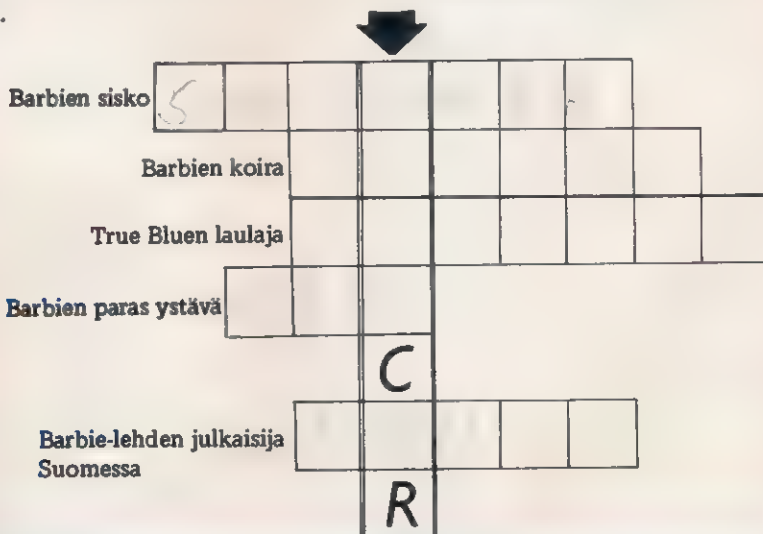 Barbien sisko
S
Barbien koira
True Bluen laulaja
Barbien paras ystävä
C
Barbie-lehden julkaisija
Suomessa
R